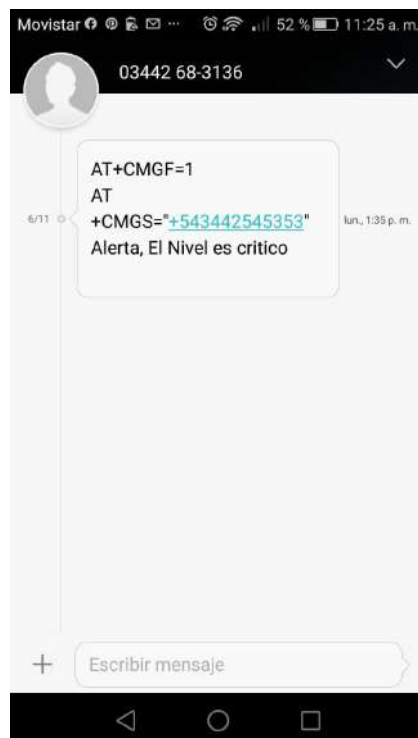 Movistar ... 52 % 11:25 a. m.
03442 68-3136
AT+CMGF=1
AT
6/11 +CMGS="+543442545353" lun., 1:35 p. m.
Alerta, El Nivel es critico
Escribir mensaje